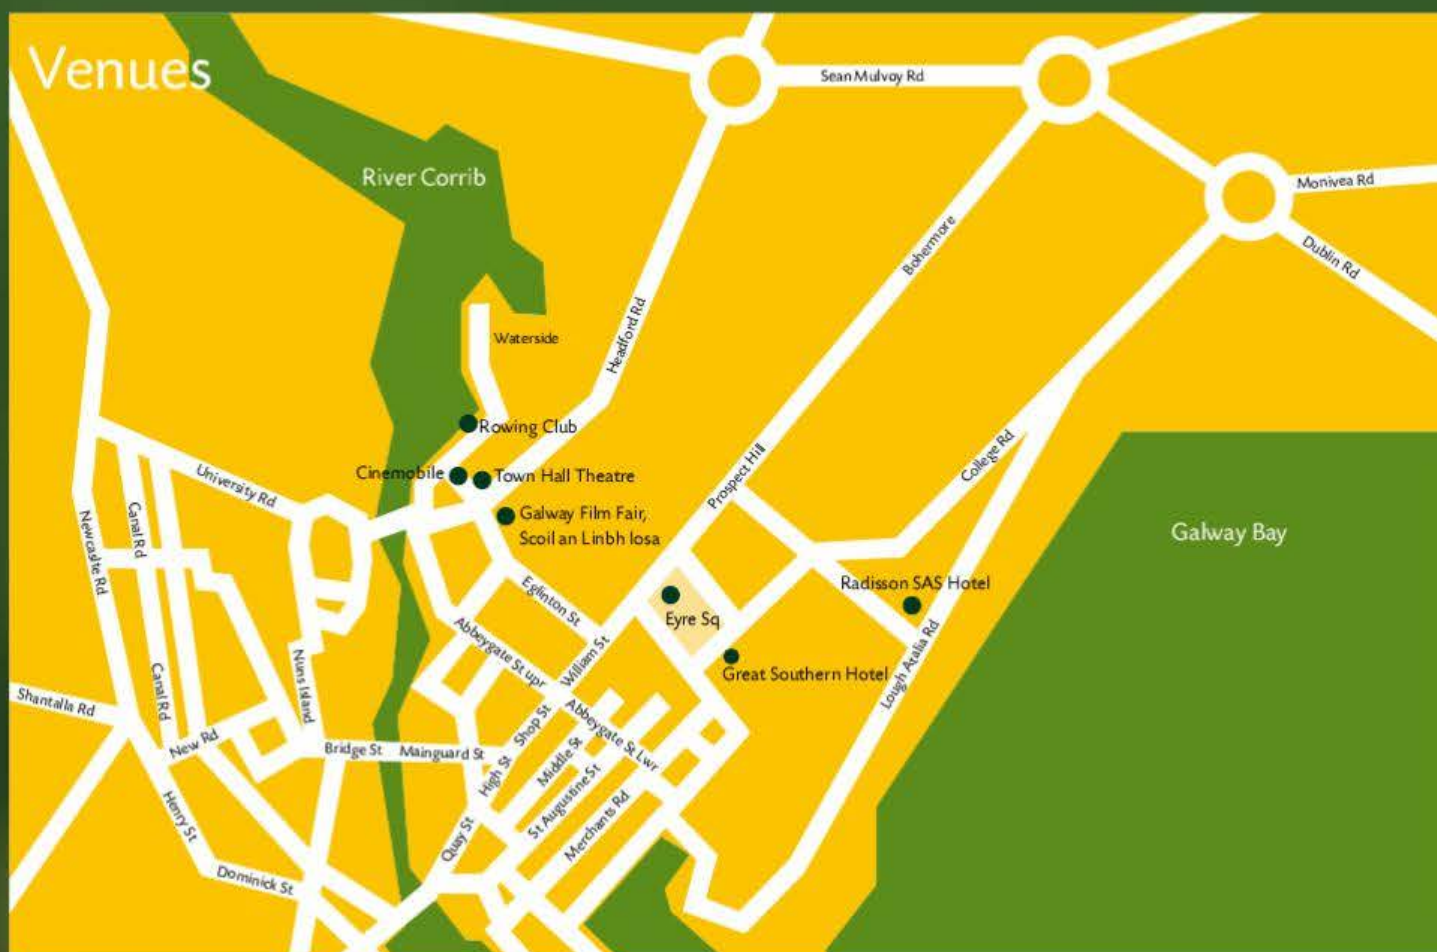 Venues
Sean Mulvoy Rd
River Corrib
Monivea Rd
Bohermore
Dublin Rd
Headford Rd
Waterside
Rowing Club
Cinemobile
Town Hall Theatre
University Rd
Prospect Hill
College Rd
Galway Film Fair,
Scoil an Linbh Iosa
Canal Rd
Newcaslte Rd
Galway Bay
Radisson SAS Hotel
Eglinton St
Eyre Sq
Abbeygate St upr
William St
Great Southern Hotel
Lough Atalia Rd
Nuns Island
Canal Rd
Shantalla Rd
New Rd
Bridge St
Mainguard St
Shop St
Abbeygate St Lwr
High St
Middle St
St Augustine St
Merchants Rd
Henry St
Quay St
Dominick St